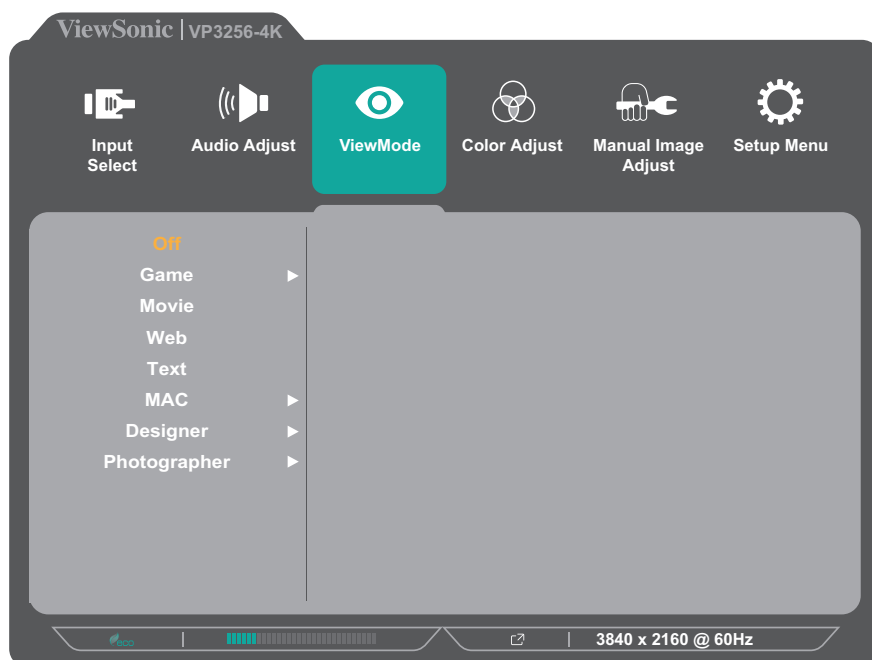 ViewSonic | VP3256-4K
Input
Select
Audio Adjust
ViewMode
Color Adjust
Manual Image
Adjust
Setup Menu
Off
Game
Movie
Web
Text
MAC
Designer
Photographer
eco
3840 x 2160 @ 60Hz